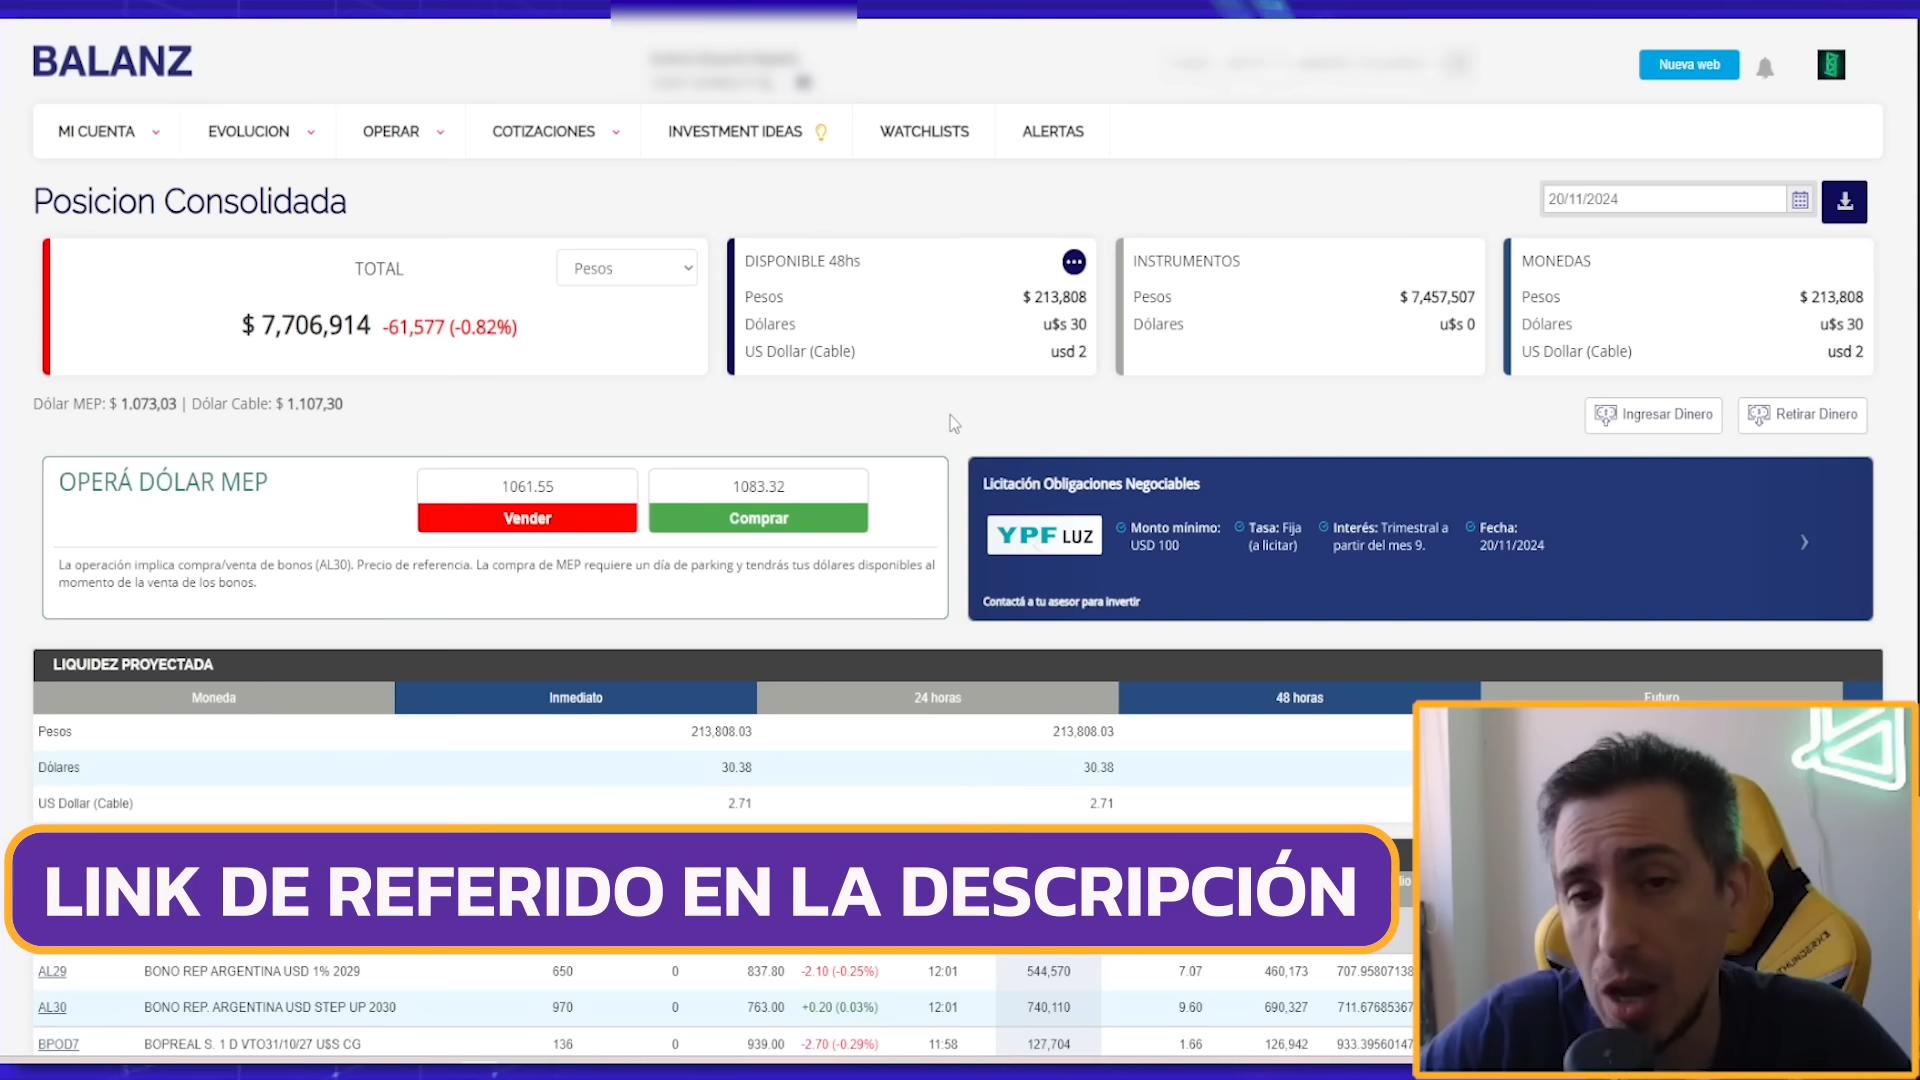 BALANZ
Nueva web
MI CUENTA EVOLUCION OPERAR COTIZACIONES INVESTMENT IDEAS WATCHLISTS ALERTAS
Posicion Consolidada
20/11/2024
TOTAL Pesos
$ 7,706,914 -61,577 (-0.82%)
DISPONIBLE 48hs
Pesos $ 213,808
Dólares u$s 30
US Dollar (Cable) usd 2
INSTRUMENTOS
Pesos $ 7,457,507
Dólares u$s 0
MONEDAS
Pesos $ 213,808
Dólares u$s 30
US Dollar (Cable) usd 2
Dólar MEP: $ 1.073,03 | Dólar Cable: $ 1.107,30
Ingresar Dinero Retirar Dinero
OPERÁ DÓLAR MEP
1061.55 1083.32
Vender Comprar
La operación implica compra/venta de bonos (AL30). Precio de referencia. La compra de MEP requiere un día de parking y tendrás tus dólares disponibles al
momento de la venta de los bonos.
Licitación Obligaciones Negociables
YPF LUZ
Monto mínimo:
USD 100
Tasa: Fija
(a licitar)
Interés: Trimestral a
partir del mes 9.
Fecha:
20/11/2024
Contactá a tu asesor para invertir
LIQUIDEZ PROYECTADA
Moneda Inmediato 24 horas 48 horas Futuro
Pesos 213,808.03 213,808.03
Dólares 30.38 30.38
US Dollar (Cable) 2.71 2.71
LINK DE REFERIDO EN LA DESCRIPCIÓN
AL29 BONO REP ARGENTINA USD 1% 2029 650 0 837.80 -2.10 (-0.25%) 12:01 544,570 7.07 460,173 707.95807138
AL30 BONO REP. ARGENTINA USD STEP UP 2030 970 0 763.00 +0.20 (0.03%) 12:01 740,110 9.60 690,327 711.67685367
BPOD7 BOPREAL S. 1 D VTO31/10/27 U$S CG 136 0 939.00 -2.70 (-0.29%) 11:58 127,704 1.66 126,942 933.39560147
THUNDERX3